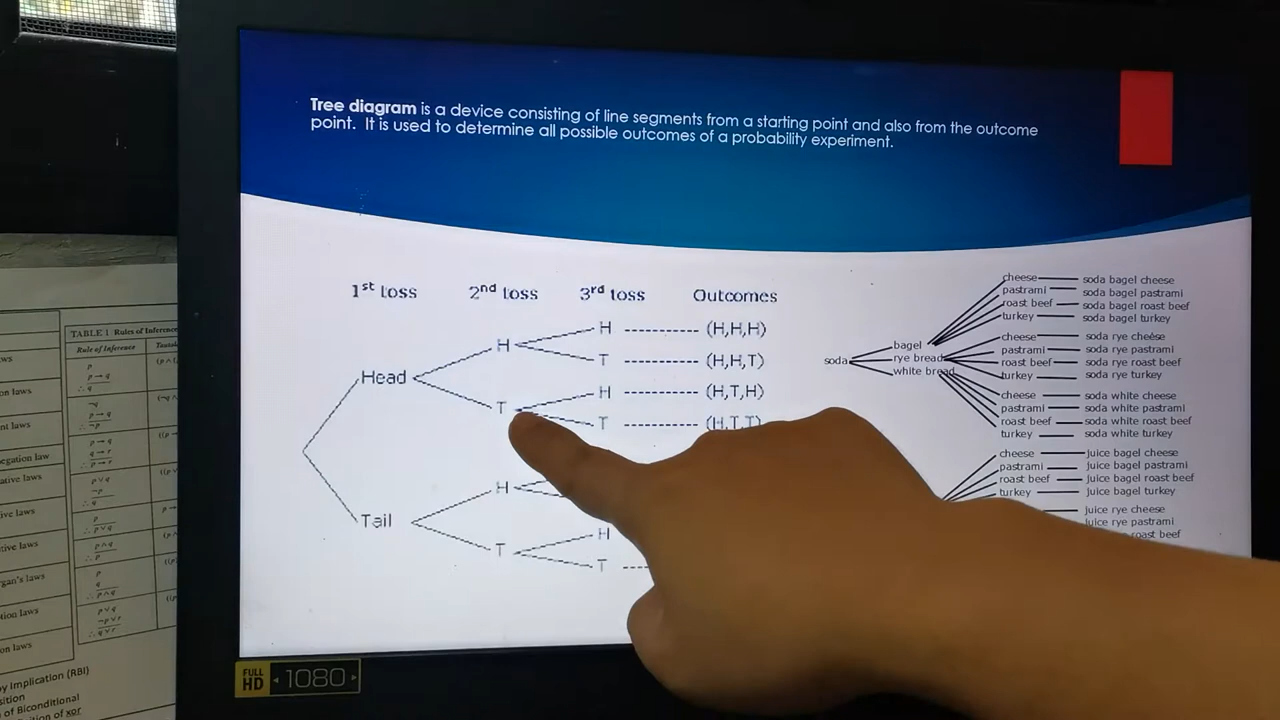 Tree diagram is a device consisting of line segments from a starting point and also from the outcome
point. It is used to determine all possible outcomes of a probability experiment.
1st toss 2nd toss 3rd toss Outcomes
H (H,H,H)
H
T (H,H,T)
Head
H (H,T,H)
T
T (H,T,T)
H
Tail
H
T
T
cheese soda bagel cheese
pastrami soda bagel pastrami
roast beef soda bagel roast beef
turkey soda bagel turkey
bagel
cheese soda rye cheese
pastrami soda rye pastrami
soda rye bread roast beef soda rye roast beef
white bread turkey soda rye turkey
cheese soda white cheese
pastrami soda white pastrami
roast beef soda white roast beef
turkey soda white turkey
cheese juice bagel cheese
pastrami juice bagel pastrami
roast beef juice bagel roast beef
turkey juice bagel turkey
juice rye cheese
juice rye pastrami
roast beef
FULL HD 1080
TABLE 1 Rules of Inference
Rule of Inference
p
p → q
∴ q
¬q
p → q
∴ ¬p
p → q
q → r
∴ p → r
p ∨ q
¬p
∴ q
p
∴ p ∨ q
p ∧ q
∴ p
p
q
∴ p ∧ q
p ∨ q
¬p ∨ r
∴ q ∨ r
ws
on laws
nt laws
egation law
ative laws
ive laws
tive laws
gan's laws
tion laws
on laws
y Implication (RBI)
sition
of Biconditional
ition of xor